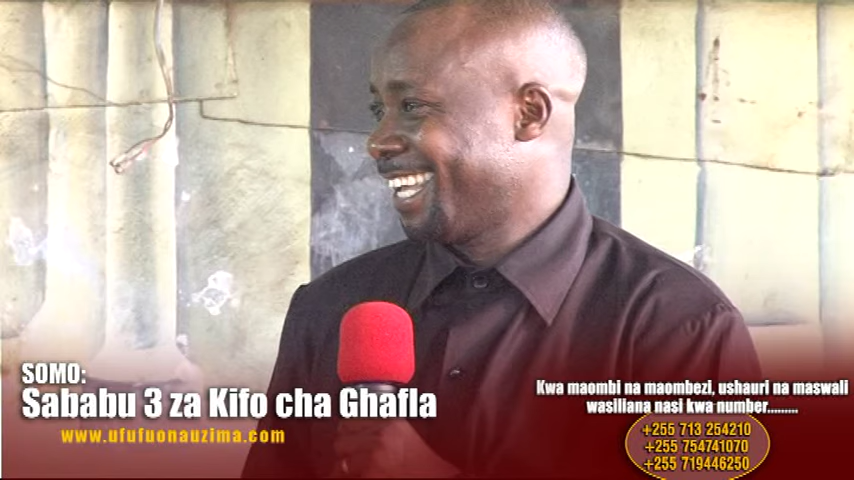 SOMO:
Sababu 3 za Kifo cha Ghafla
www.ufufuonauzima.com
Kwa maombi na maombezi, ushauri na maswali
wasiliana nasi kwa number.........
+255 713 254210
+255 754741070
+255 719446250